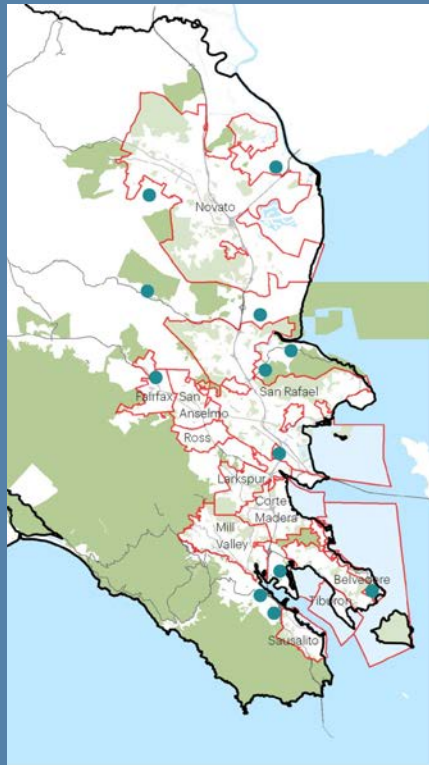 Novato
Fairfax San
Anselmo
San Rafael
Ross
Larkspur
Corte
Madera
Mill
Valley
Belvedere
Tiburon
Sausalito